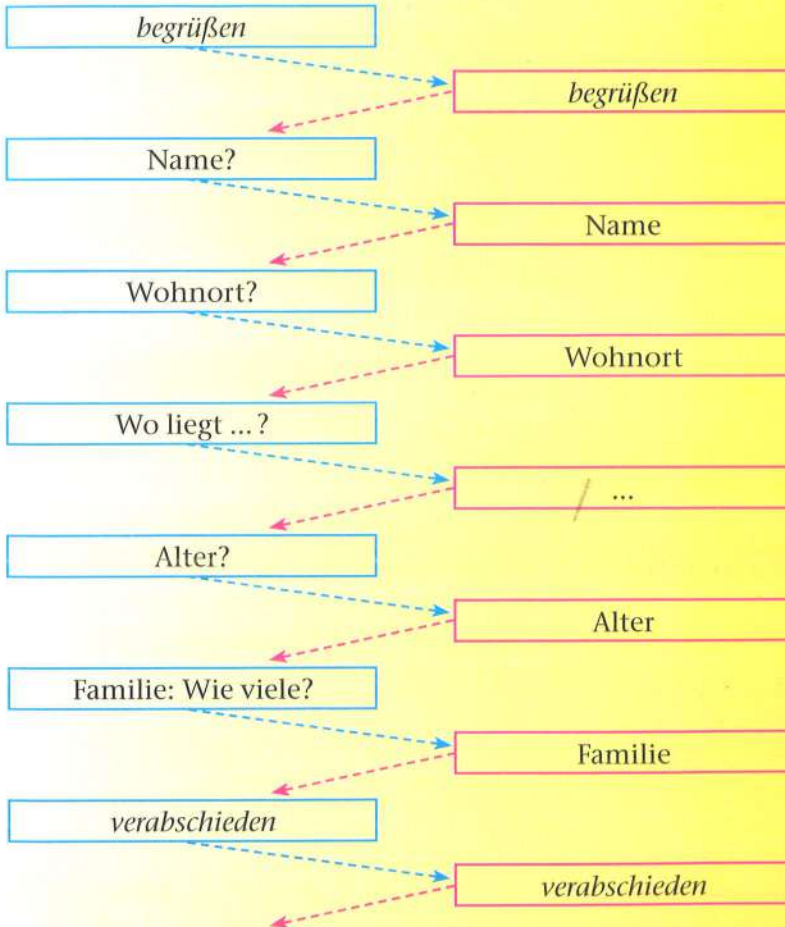 begrüßen
begrüßen
Name?
Name
Wohnort?
Wohnort
Wo liegt ... ?
...
Alter?
Alter
Familie: Wie viele?
Familie
verabschieden
verabschieden